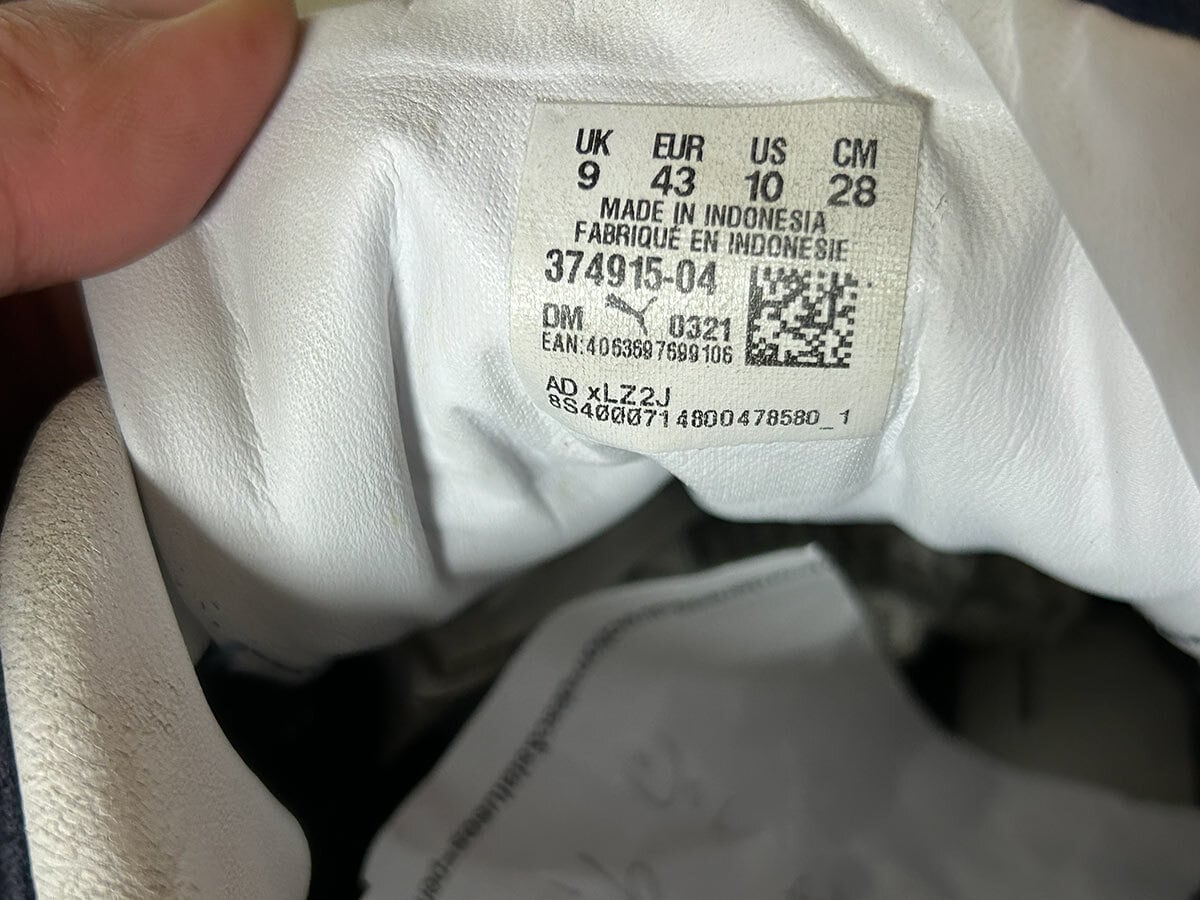 UK EUR US CM
9 43 10 28
MADE IN INDONESIA
FABRIQUÉ EN INDONESIE
374915-04
DM 0321
EAN:4063697699106
AD xLZ2J
8S4000714800478580_1